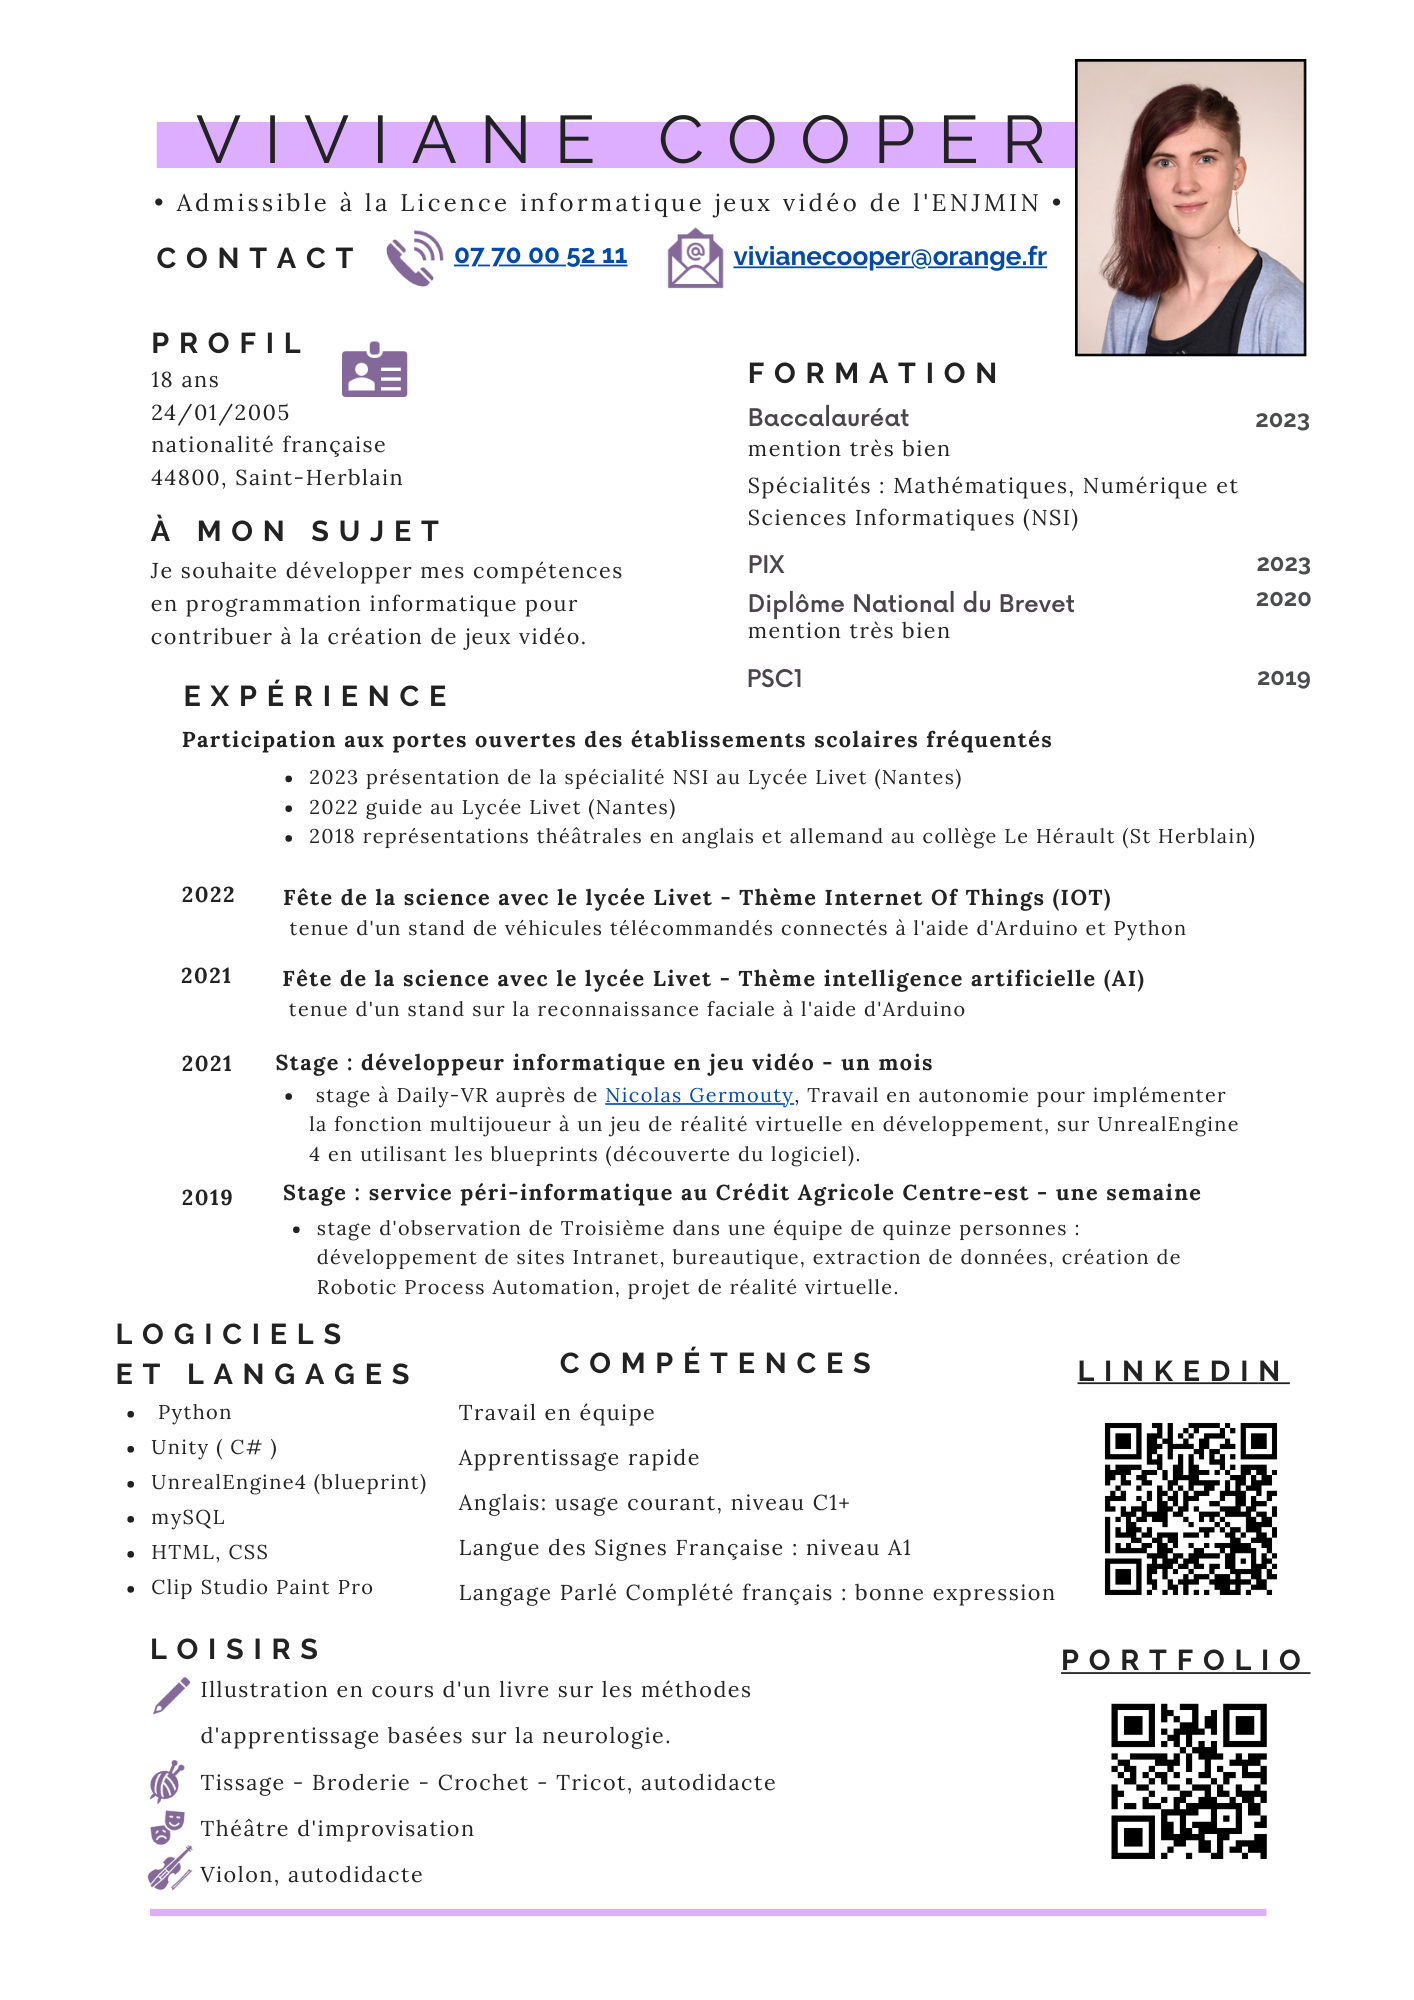 VIVIANE COOPER
• Admissible à la Licence informatique jeux vidéo de l'ENJMIN •
CONTACT
07 70 00 52 11
vivianecooper@orange.fr
PROFIL
18 ans
24/01/2005
nationalité française
44800, Saint-Herblain
À MON SUJET
Je souhaite développer mes compétences
en programmation informatique pour
contribuer à la création de jeux vidéo.
FORMATION
Baccalauréat 2023
mention très bien
Spécialités : Mathématiques, Numérique et
Sciences Informatiques (NSI)
PIX 2023
Diplôme National du Brevet 2020
mention très bien
PSC1 2019
EXPÉRIENCE
Participation aux portes ouvertes des établissements scolaires fréquentés
• 2023 présentation de la spécialité NSI au Lycée Livet (Nantes)
• 2022 guide au Lycée Livet (Nantes)
• 2018 représentations théâtrales en anglais et allemand au collège Le Hérault (St Herblain)
2022 Fête de la science avec le lycée Livet - Thème Internet Of Things (IOT)
tenue d'un stand de véhicules télécommandés connectés à l'aide d'Arduino et Python
2021 Fête de la science avec le lycée Livet - Thème intelligence artificielle (AI)
tenue d'un stand sur la reconnaissance faciale à l'aide d'Arduino
2021 Stage : développeur informatique en jeu vidéo - un mois
• stage à Daily-VR auprès de Nicolas Germouty, Travail en autonomie pour implémenter
la fonction multijoueur à un jeu de réalité virtuelle en développement, sur UnrealEngine
4 en utilisant les blueprints (découverte du logiciel).
2019 Stage : service péri-informatique au Crédit Agricole Centre-est - une semaine
• stage d'observation de Troisième dans une équipe de quinze personnes :
développement de sites Intranet, bureautique, extraction de données, création de
Robotic Process Automation, projet de réalité virtuelle.
LOGICIELS
ET LANGAGES
• Python
• Unity ( C# )
• UnrealEngine4 (blueprint)
• mySQL
• HTML, CSS
• Clip Studio Paint Pro
COMPÉTENCES
Travail en équipe
Apprentissage rapide
Anglais: usage courant, niveau C1+
Langue des Signes Française : niveau A1
Langage Parlé Complété français : bonne expression
LINKEDIN
LOISIRS
Illustration en cours d'un livre sur les méthodes
d'apprentissage basées sur la neurologie.
Tissage - Broderie - Crochet - Tricot, autodidacte
Théâtre d'improvisation
Violon, autodidacte
PORTFOLIO